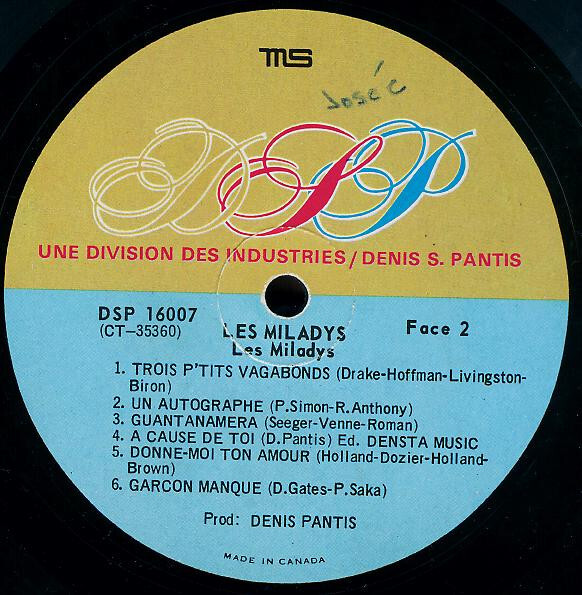 MS
Joseé
DSP
UNE DIVISION DES INDUSTRIES/DENIS S. PANTIS
DSP 16007
(CT-35360)
LES MILADYS
Les Miladys
Face 2
1. TROIS P'TITS VAGABONDS (Drake-Hoffman-Livingston-
Biron)
2. UN AUTOGRAPHE (P.Simon-R.Anthony)
3. GUANTANAMERA (Seeger-Venne-Roman)
4. A CAUSE DE TOI (D.Pantis) Ed. DENSTA MUSIC
5. DONNE-MOI TON AMOUR (Holland-Dozier-Holland-
Brown)
6. GARCON MANQUE (D.Gates-P.Saka)
Prod: DENIS PANTIS
MADE IN CANADA